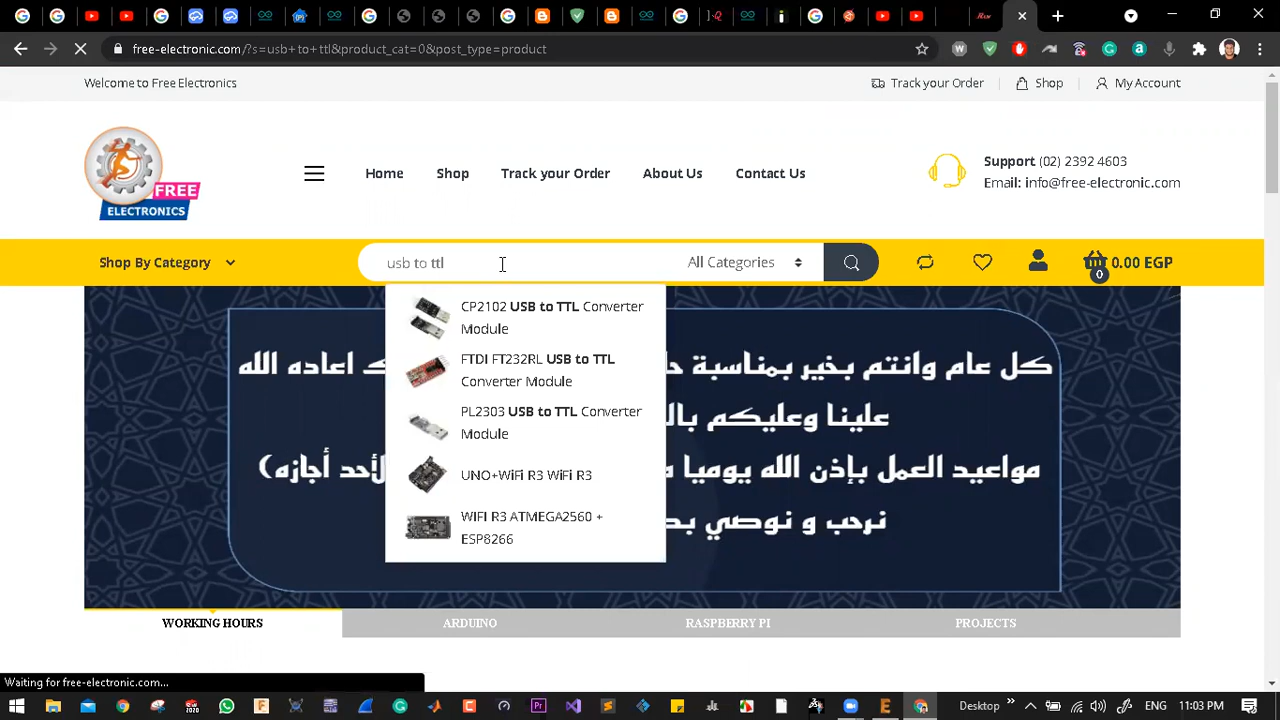 free-electronic.com/?s=usb+to+ttl&product_cat=0&post_type=product
Welcome to Free Electronics
Track your Order
Shop
My Account
FREE
ELECTRONICS
Home
Shop
Track your Order
About Us
Contact Us
Support (02) 2392 4603
Email: info@free-electronic.com
Shop By Category
usb to ttl
All Categories
0
0.00 EGP
CP2102 USB to TTL Converter
Module
FTDI FT232RL USB to TTL
Converter Module
PL2303 USB to TTL Converter
Module
UNO+WiFi R3 WiFi R3
WIFI R3 ATMEGA2560 +
ESP8266
كل عام وانتم بخير بمناسبة
ك اعاده الله
علينا وعليكم
مواعيد العمل بإذن الله يوميا
لأحد أجازه)
نرحب و نوصي
WORKING HOURS
ARDUINO
RASPBERRY PI
PROJECTS
Waiting for free-electronic.com...
Desktop
11:03 PM